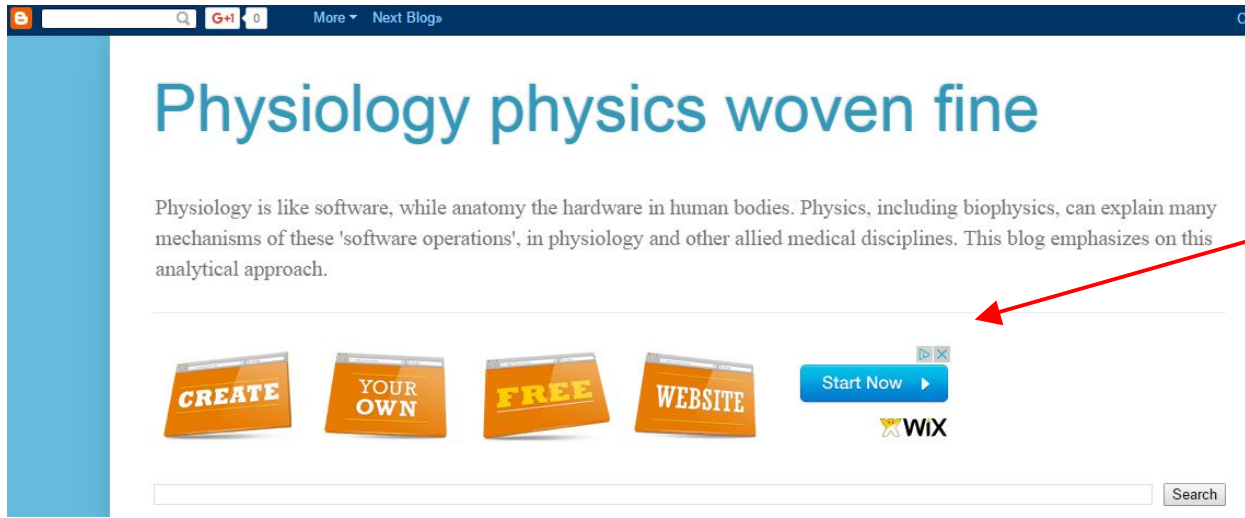 G+1 0 More Next Blog»
Physiology physics woven fine
Physiology is like software, while anatomy the hardware in human bodies. Physics, including biophysics, can explain many
mechanisms of these 'software operations', in physiology and other allied medical disciplines. This blog emphasizes on this
analytical approach.
CREATE
YOUR
OWN
FREE
WEBSITE
Start Now
WiX
Search